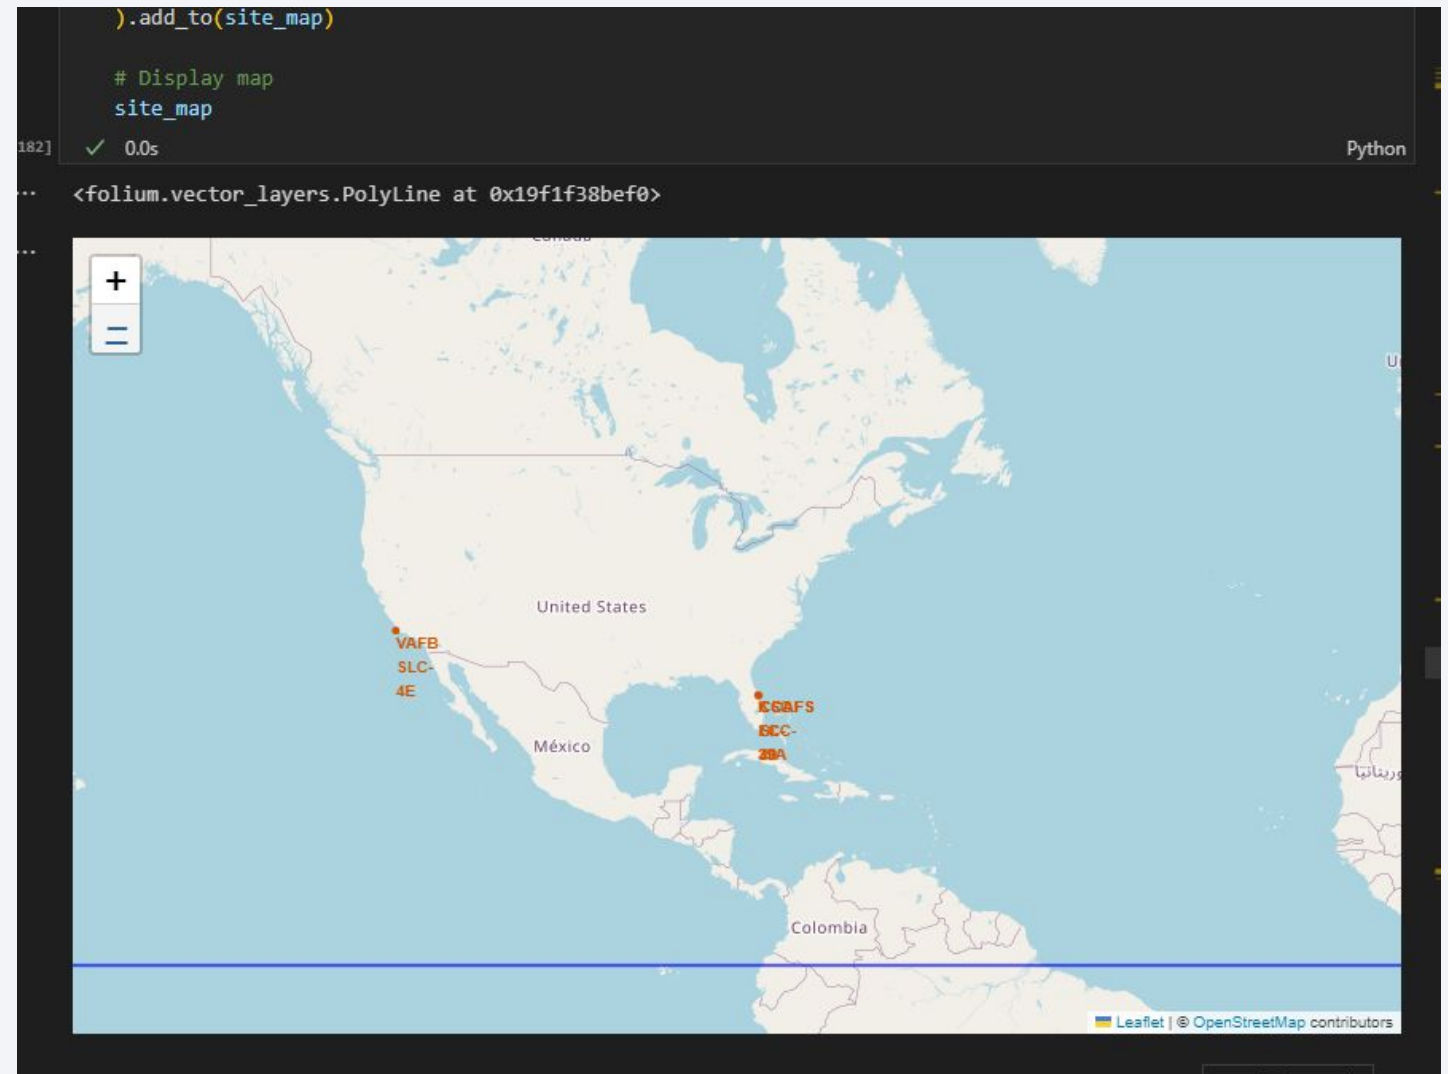 ).add_to(site_map)
# Display map
site_map
182]
0.0s
Python
<folium.vector_layers.PolyLine at 0x19f1f38bef0>
Canada
+
United States
VAFB
SLC-
4E
México
Colombia
Leaflet | © OpenStreetMap contributors